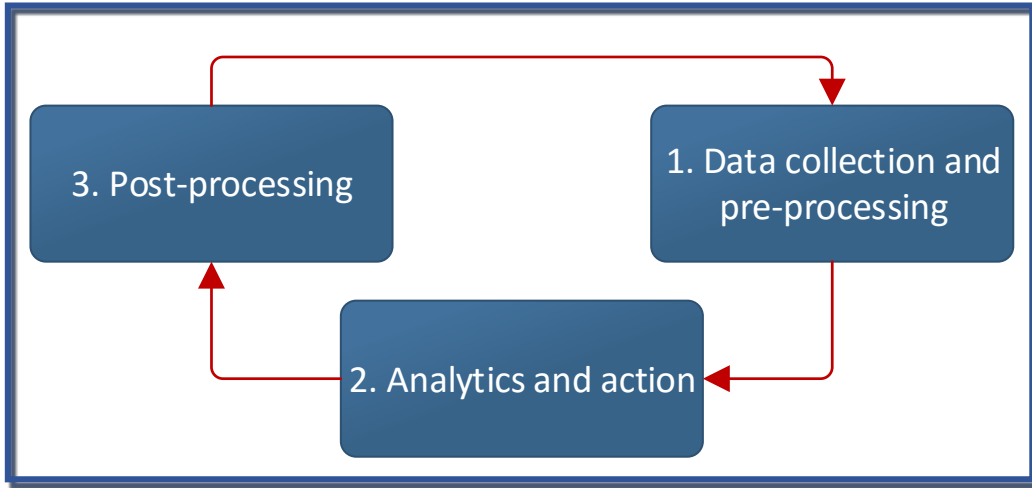 1. Data collection and
pre-processing
2. Analytics and action
3. Post-processing